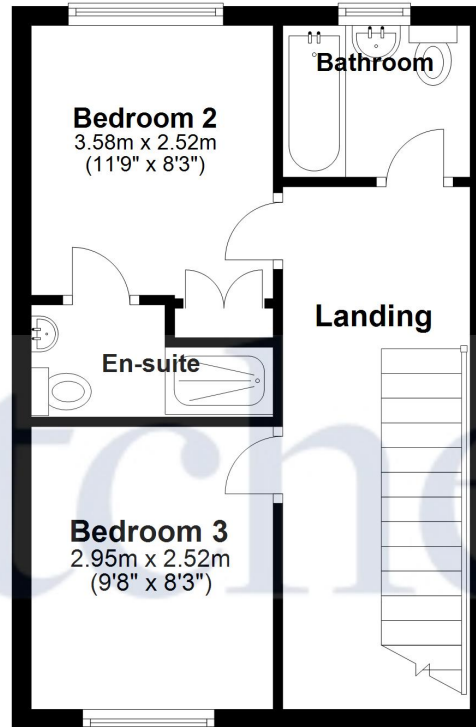 Bathroom
Bedroom 2
3.58m x 2.52m
(11'9" x 8'3")
Landing
En-suite
Bedroom 3
2.95m x 2.52m
(9'8" x 8'3")